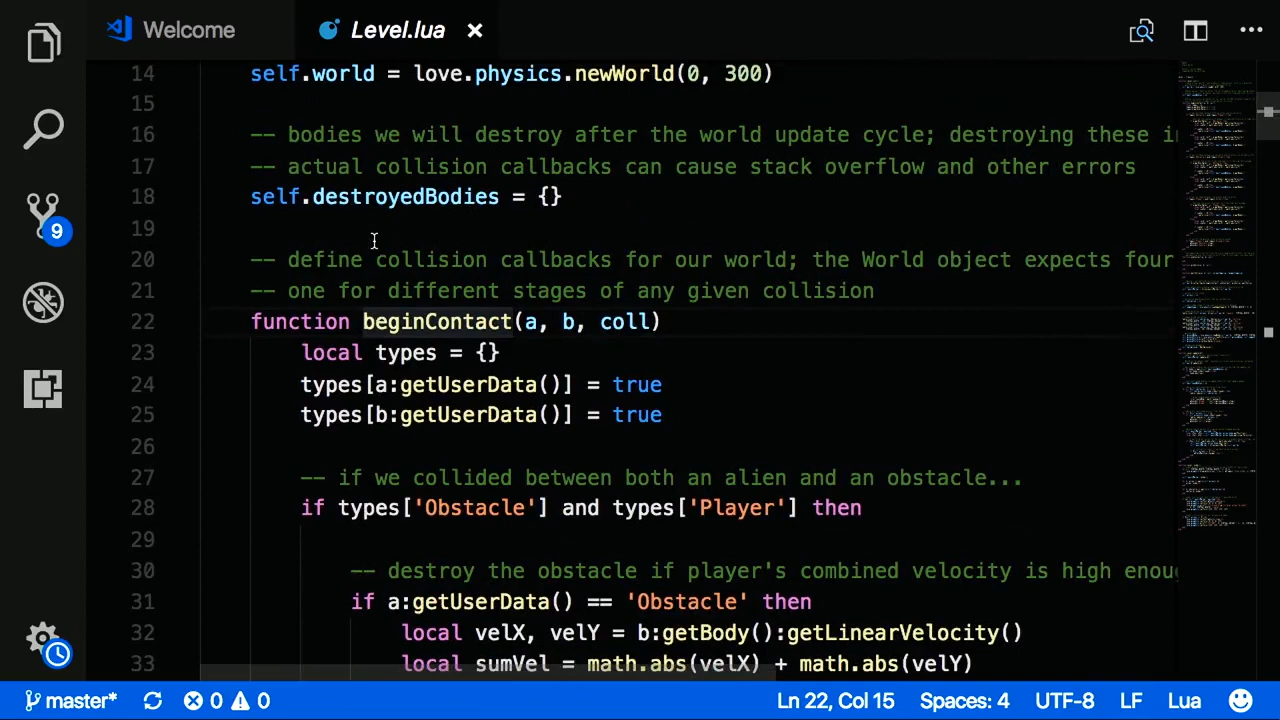 Welcome
Level.lua
14 self.world = love.physics.newWorld(0, 300)
15
16 -- bodies we will destroy after the world update cycle; destroying these in
17 -- actual collision callbacks can cause stack overflow and other errors
18 self.destroyedBodies = {}
19
20 -- define collision callbacks for our world; the World object expects four
21 -- one for different stages of any given collision
22 function beginContact(a, b, coll)
23 local types = {}
24 types[a:getUserData()] = true
25 types[b:getUserData()] = true
26
27 -- if we collided between both an alien and an obstacle...
28 if types['Obstacle'] and types['Player'] then
29
30 -- destroy the obstacle if player's combined velocity is high enoug
31 if a:getUserData() == 'Obstacle' then
32 local velX, velY = b:getBody():getLinearVelocity()
33 local sumVel = math.abs(velX) + math.abs(velY)
9
master* 0 0 Ln 22, Col 15 Spaces: 4 UTF-8 LF Lua